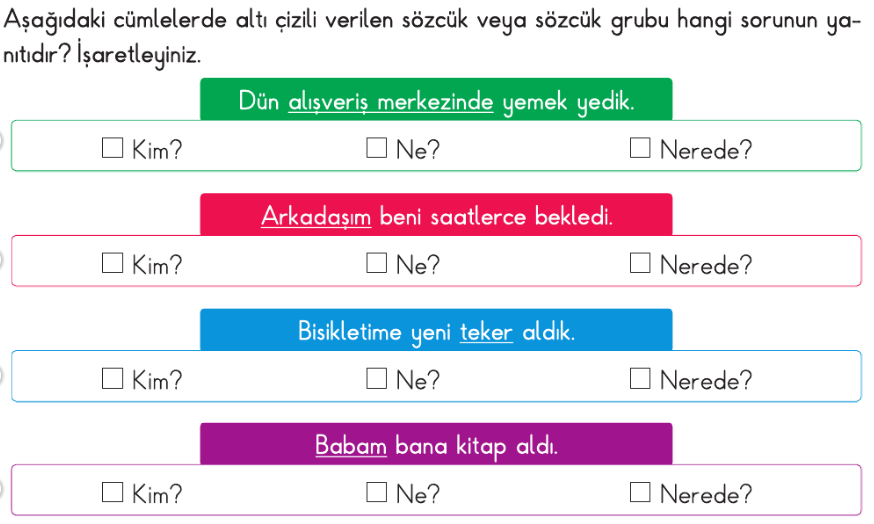 Aşağıdaki cümlelerde altı çizili verilen sözcük veya sözcük grubu hangi sorunun ya-
nıtıdır? İşaretleyiniz.
Dün alışveriş merkezinde yemek yedik.
Kim? Ne? Nerede?
Arkadaşım beni saatlerce bekledi.
Kim? Ne? Nerede?
Bisikletime yeni teker aldık.
Kim? Ne? Nerede?
Babam bana kitap aldı.
Kim? Ne? Nerede?